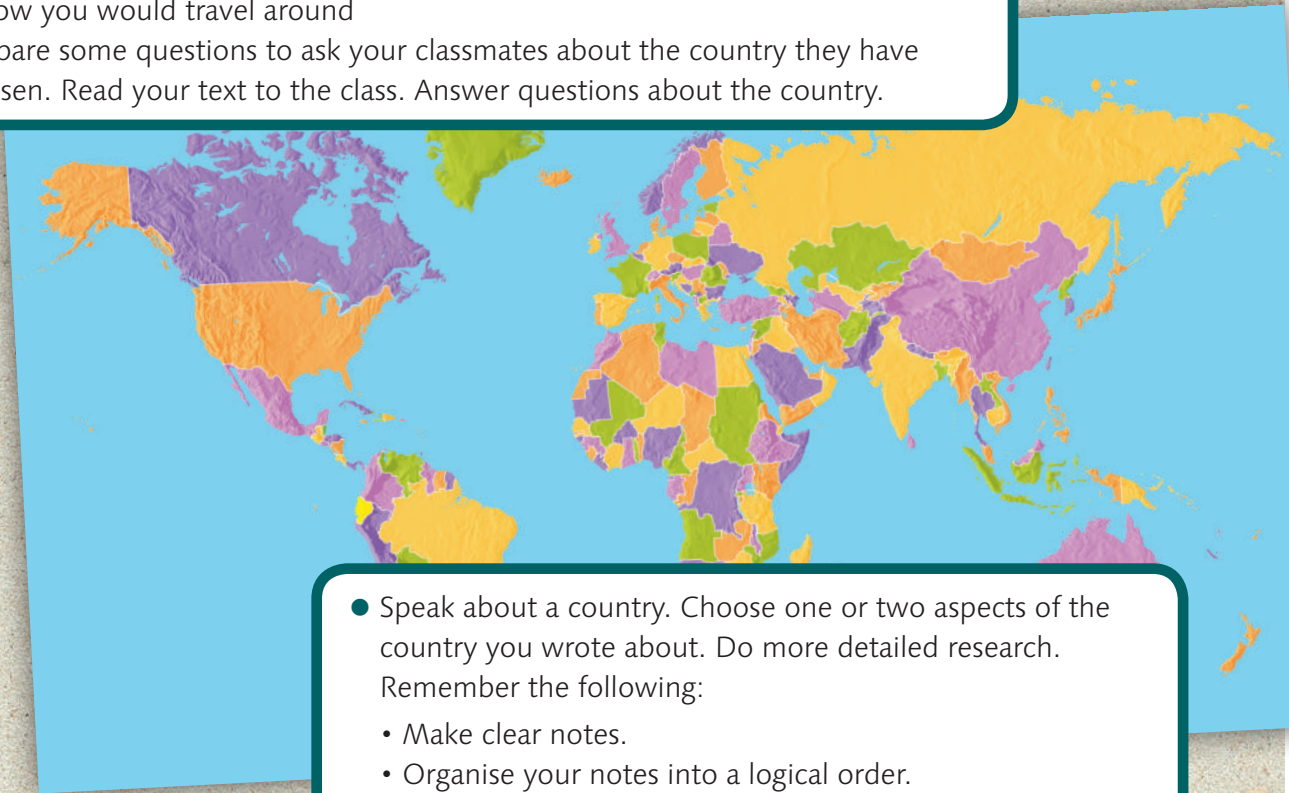 ow you would travel around
pare some questions to ask your classmates about the country they have
sen. Read your text to the class. Answer questions about the country.
● Speak about a country. Choose one or two aspects of the
country you wrote about. Do more detailed research.
Remember the following:
• Make clear notes.
• Organise your notes into a logical order.